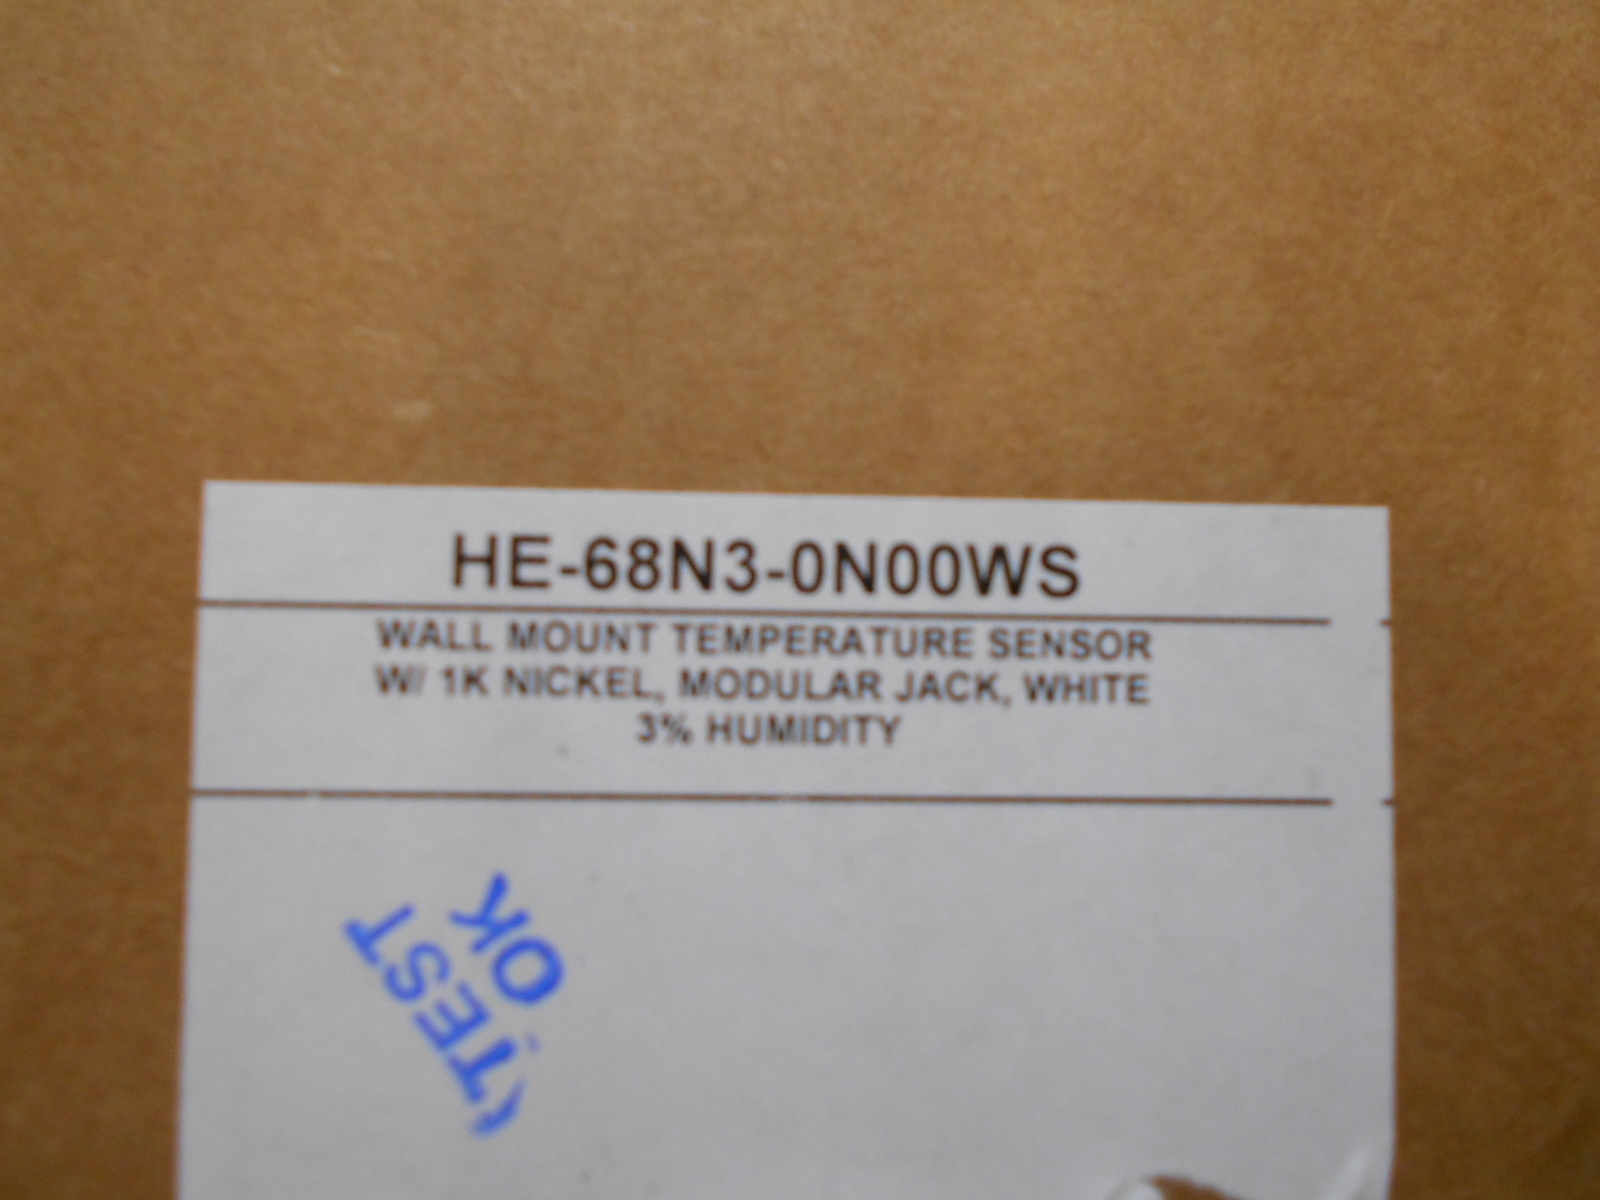 HE-68N3-0N00WS
WALL MOUNT TEMPERATURE SENSOR
W/ 1K NICKEL, MODULAR JACK, WHITE
3% HUMIDITY
TEST
OK